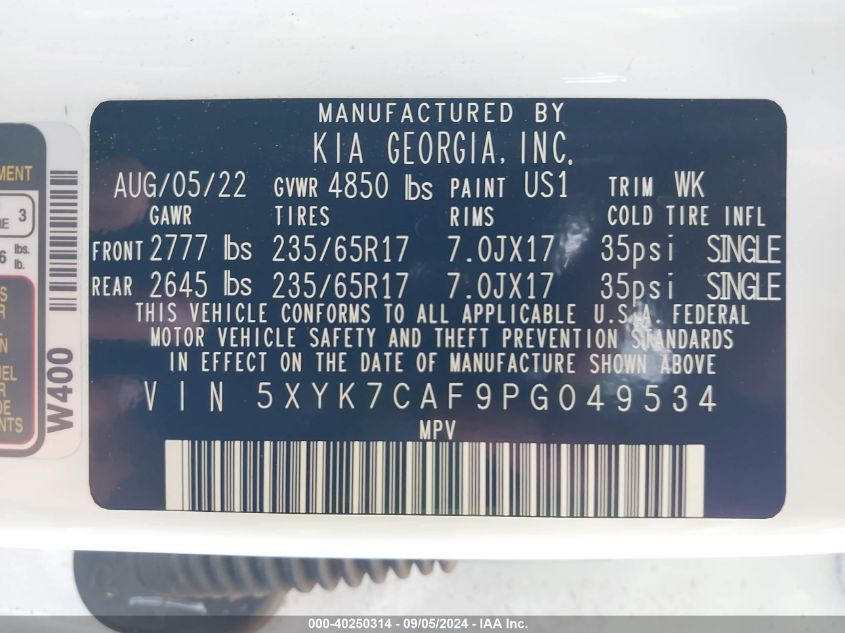 MANUFACTURED BY
KIA GEORGIA, INC.
AUG/05/22 GVWR 4850 lbs PAINT US1 TRIM WK
GAWR TIRES RIMS COLD TIRE INFL
FRONT 2777 lbs 235/65R17 7.0JX17 35psi SINGLE
REAR 2645 lbs 235/65R17 7.0JX17 35psi SINGLE
THIS VEHICLE CONFORMS TO ALL APPLICABLE U.S.A. FEDERAL
MOTOR VEHICLE SAFETY AND THEFT PREVENTION STANDARDS
IN EFFECT ON THE DATE OF MANUFACTURE SHOWN ABOVE
VIN 5XYK7CAF9PG049534
MPV
W400
3
lbs.
lb.
000-40250314 - 09/05/2024 - IAA Inc.